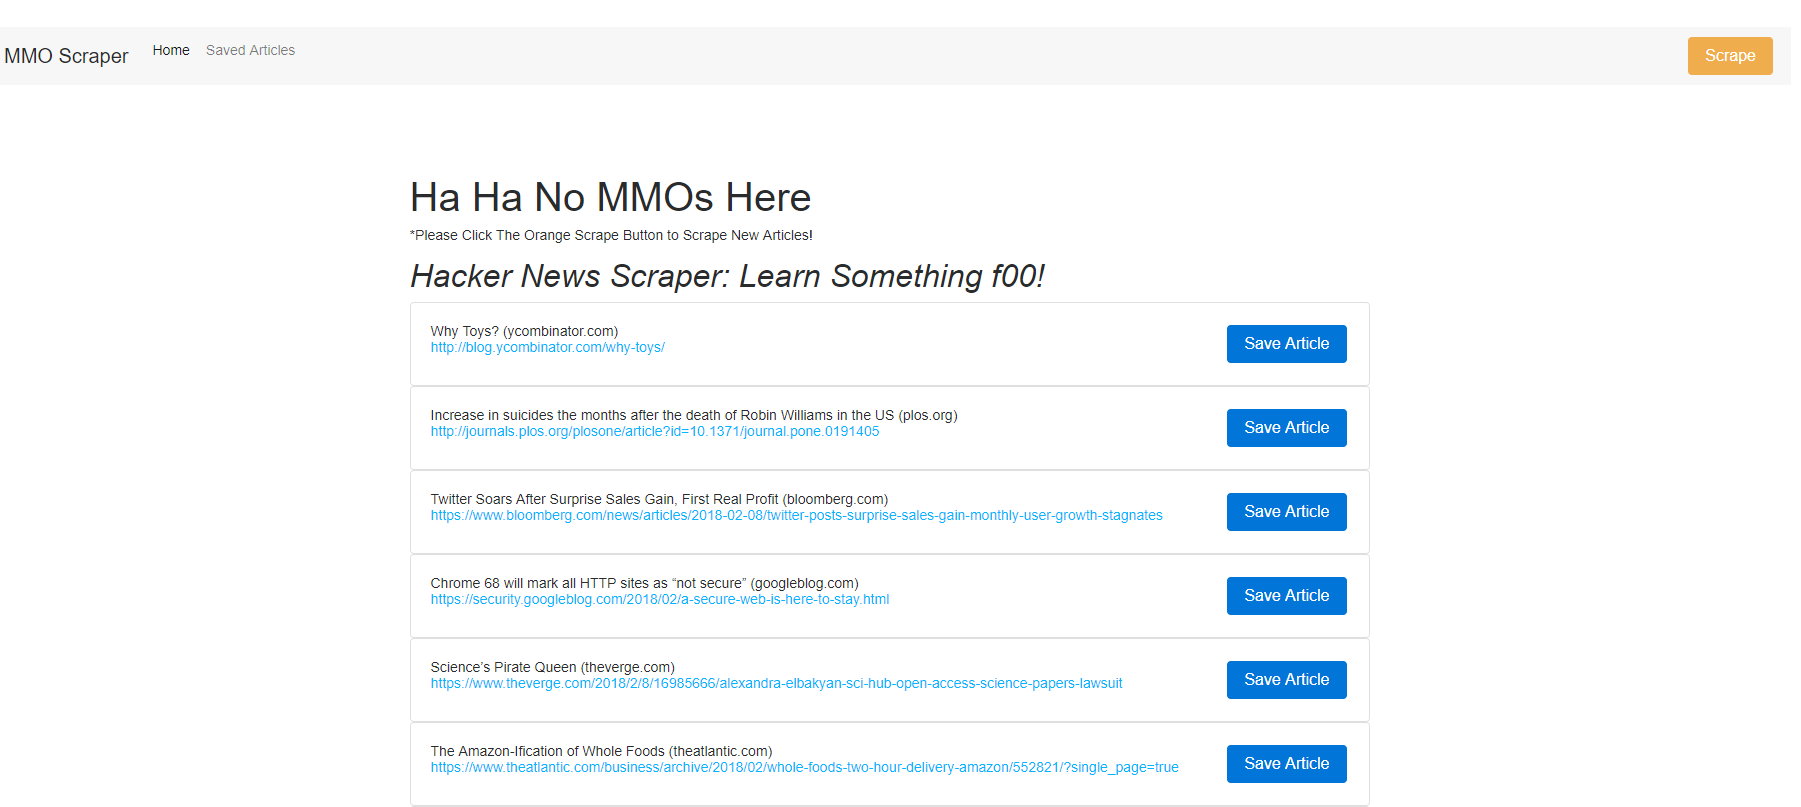 MMO Scraper Home Saved Articles Scrape
Ha Ha No MMOs Here
*Please Click The Orange Scrape Button to Scrape New Articles!
Hacker News Scraper: Learn Something f00!
Why Toys? (ycombinator.com)
http://blog.ycombinator.com/why-toys/
Save Article
Increase in suicides the months after the death of Robin Williams in the US (plos.org)
http://journals.plos.org/plosone/article?id=10.1371/journal.pone.0191405
Save Article
Twitter Soars After Surprise Sales Gain, First Real Profit (bloomberg.com)
https://www.bloomberg.com/news/articles/2018-02-08/twitter-posts-surprise-sales-gain-monthly-user-growth-stagnates
Save Article
Chrome 68 will mark all HTTP sites as “not secure” (googleblog.com)
https://security.googleblog.com/2018/02/a-secure-web-is-here-to-stay.html
Save Article
Science’s Pirate Queen (theverge.com)
https://www.theverge.com/2018/2/8/16985666/alexandra-elbakyan-sci-hub-open-access-science-papers-lawsuit
Save Article
The Amazon-Ification of Whole Foods (theatlantic.com)
https://www.theatlantic.com/business/archive/2018/02/whole-foods-two-hour-delivery-amazon/552821/?single_page=true
Save Article